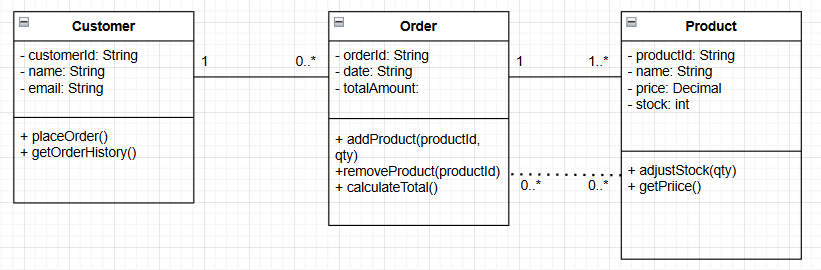 Customer
- customerId: String
- name: String
- email: String
+ placeOrder()
+ getOrderHistory()
1
0..*
Order
- orderId: String
- date: String
- totalAmount:
+ addProduct(productId,
qty)
+removeProduct(productId)
+ calculateTotal()
1
1..*
0..*
0..*
Product
- productId: String
- name: String
- price: Decimal
- stock: int
+ adjustStock(qty)
+ getPriice()